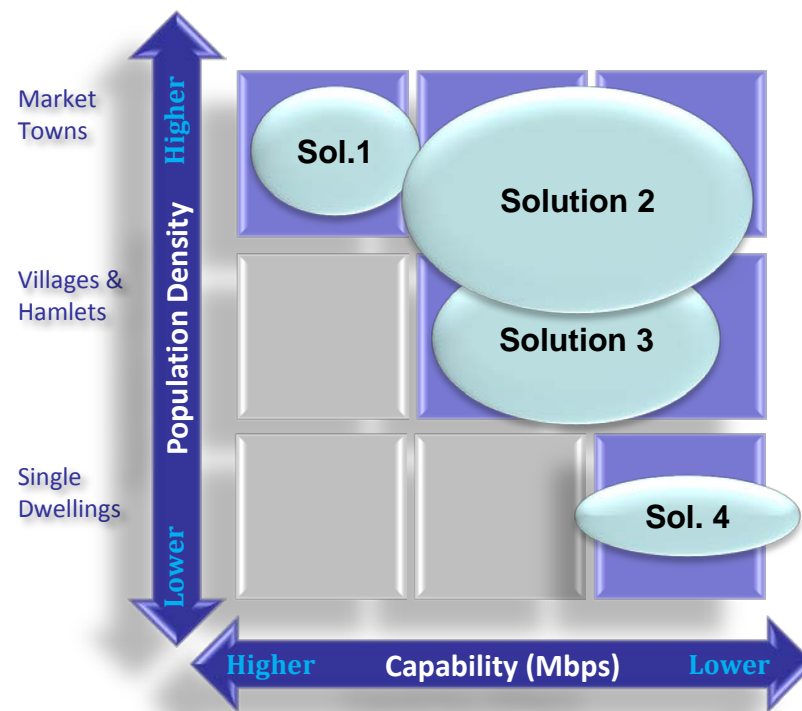 Market
Towns
Higher
Sol.1
Solution 2
Population Density
Villages &
Hamlets
Solution 3
Single
Dwellings
Sol. 4
Lower
Higher
Capability (Mbps)
Lower